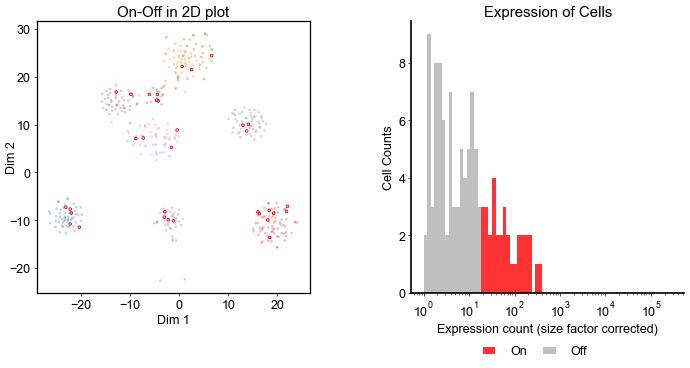 On-Off in 2D plot
30
20
10
0
−10
−20
−20 −10 0 10 20
Dim 2
Dim 1
Expression of Cells
8
6
4
2
0
10^0 10^1 10^2 10^3 10^4 10^5
Cell Counts
Expression count (size factor corrected)
On Off